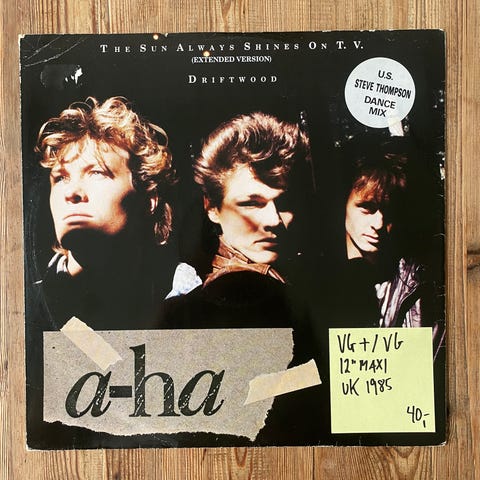 THE SUN ALWAYS SHINES ON T. V.
(EXTENDED VERSION)
DRIFTWOOD
U.S.
STEVE THOMPSON
DANCE
MIX
a-ha
VG+/VG
12" MAXI
UK 1985
40,-